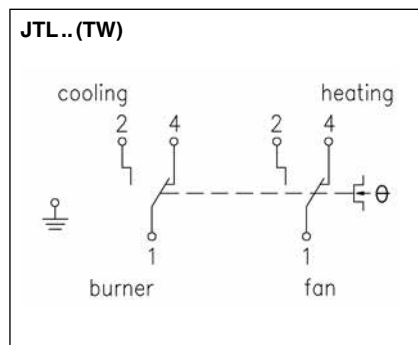 JTL..(TW)
cooling heating
2 4 2 4
θ
1 1
burner fan